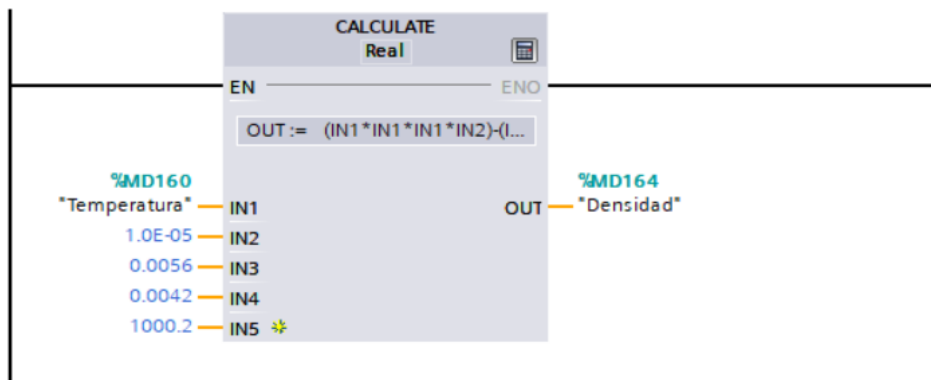 CALCULATE
Real
EN ENO
OUT := (IN1*IN1*IN1*IN2)-(I...
%MD160 %MD164
"Temperatura" IN1 OUT "Densidad"
1.0E-05 IN2
0.0056 IN3
0.0042 IN4
1000.2 IN5